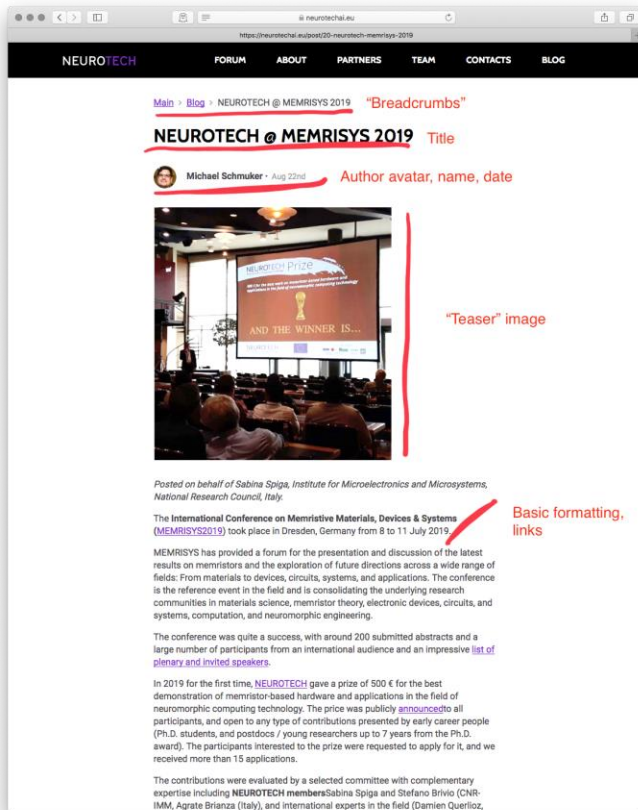 neurotechai.eu
https://neurotechai.eu/post/20-neurotech-memrisys-2019
NEUROTECH
FORUM
ABOUT
PARTNERS
TEAM
CONTACTS
BLOG
Main > Blog > NEUROTECH @ MEMRISYS 2019
"Breadcrumbs"
NEUROTECH @ MEMRISYS 2019
Title
Michael Schmuker • Aug 22nd
Author avatar, name, date
NEUROTECH Prize
AND THE WINNER IS...
"Teaser" image
Posted on behalf of Sabina Spiga, Institute for Microelectronics and Microsystems,
National Research Council, Italy.
The International Conference on Memristive Materials, Devices & Systems
(MEMRISYS2019) took place in Dresden, Germany from 8 to 11 July 2019.
Basic formatting,
links
MEMRISYS has provided a forum for the presentation and discussion of the latest
results on memristors and the exploration of future directions across a wide range of
fields: From materials to devices, circuits, systems, and applications. The conference
is the reference event in the field and is consolidating the underlying research
communities in materials science, memristor theory, electronic devices, circuits, and
systems, computation, and neuromorphic engineering.
The conference was quite a success, with around 200 submitted abstracts and a
large number of participants from an international audience and an impressive list of
plenary and invited speakers.
In 2019 for the first time, NEUROTECH gave a prize of 500 € for the best
demonstration of memristor-based hardware and applications in the field of
neuromorphic computing technology. The price was publicly announcedto all
participants, and open to any type of contributions presented by early career people
(Ph.D. students, and postdocs / young researchers up to 7 years from the Ph.D.
award). The participants interested to the prize were requested to apply for it, and we
received more than 15 applications.
The contributions were evaluated by a selected committee with complementary
expertise including NEUROTECH membersSabina Spiga and Stefano Brivio (CNR-
IMM, Agrate Brianza (Italy), and international experts in the field (Damien Querlioz,